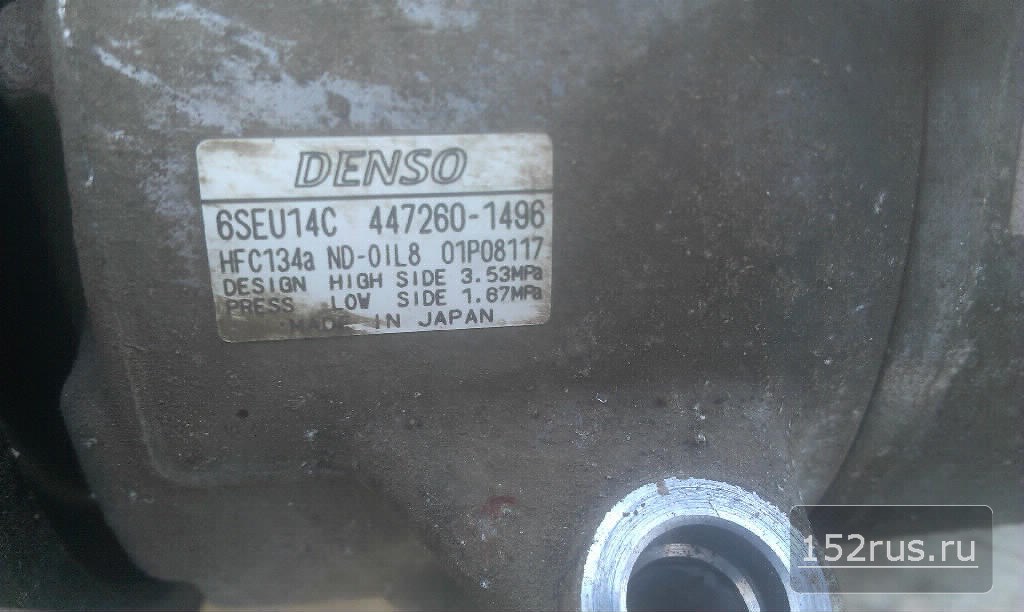 DENSO
6SEU14C 447260-1496
HFC134a ND-OIL8 01P08117
DESIGN HIGH SIDE 3.53MPa
PRESS LOW SIDE 1.67MPa
MADE IN JAPAN
152rus.ru